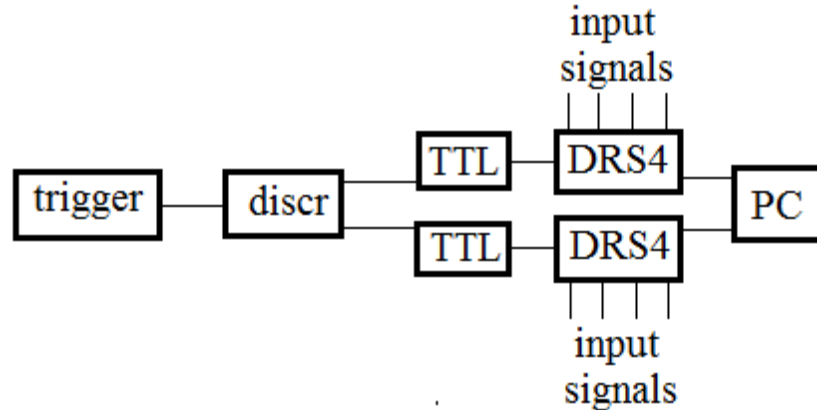 input
signals
TTL
DRS4
trigger
discr
PC
TTL
DRS4
input
signals